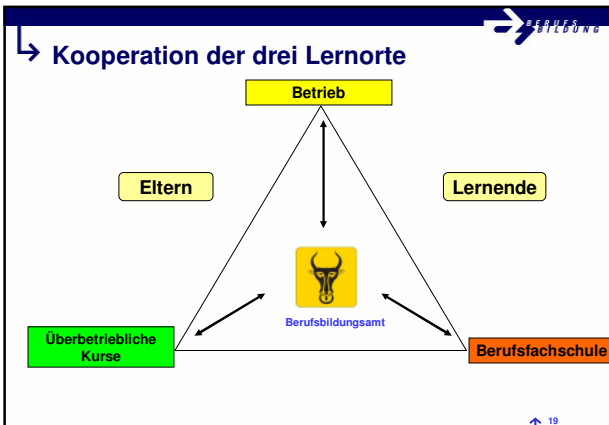 BERUFS
BILDUNG
Kooperation der drei Lernorte
Betrieb
Eltern
Lernende
Berufsbildungsamt
Überbetriebliche
Kurse
Berufsfachschule
19